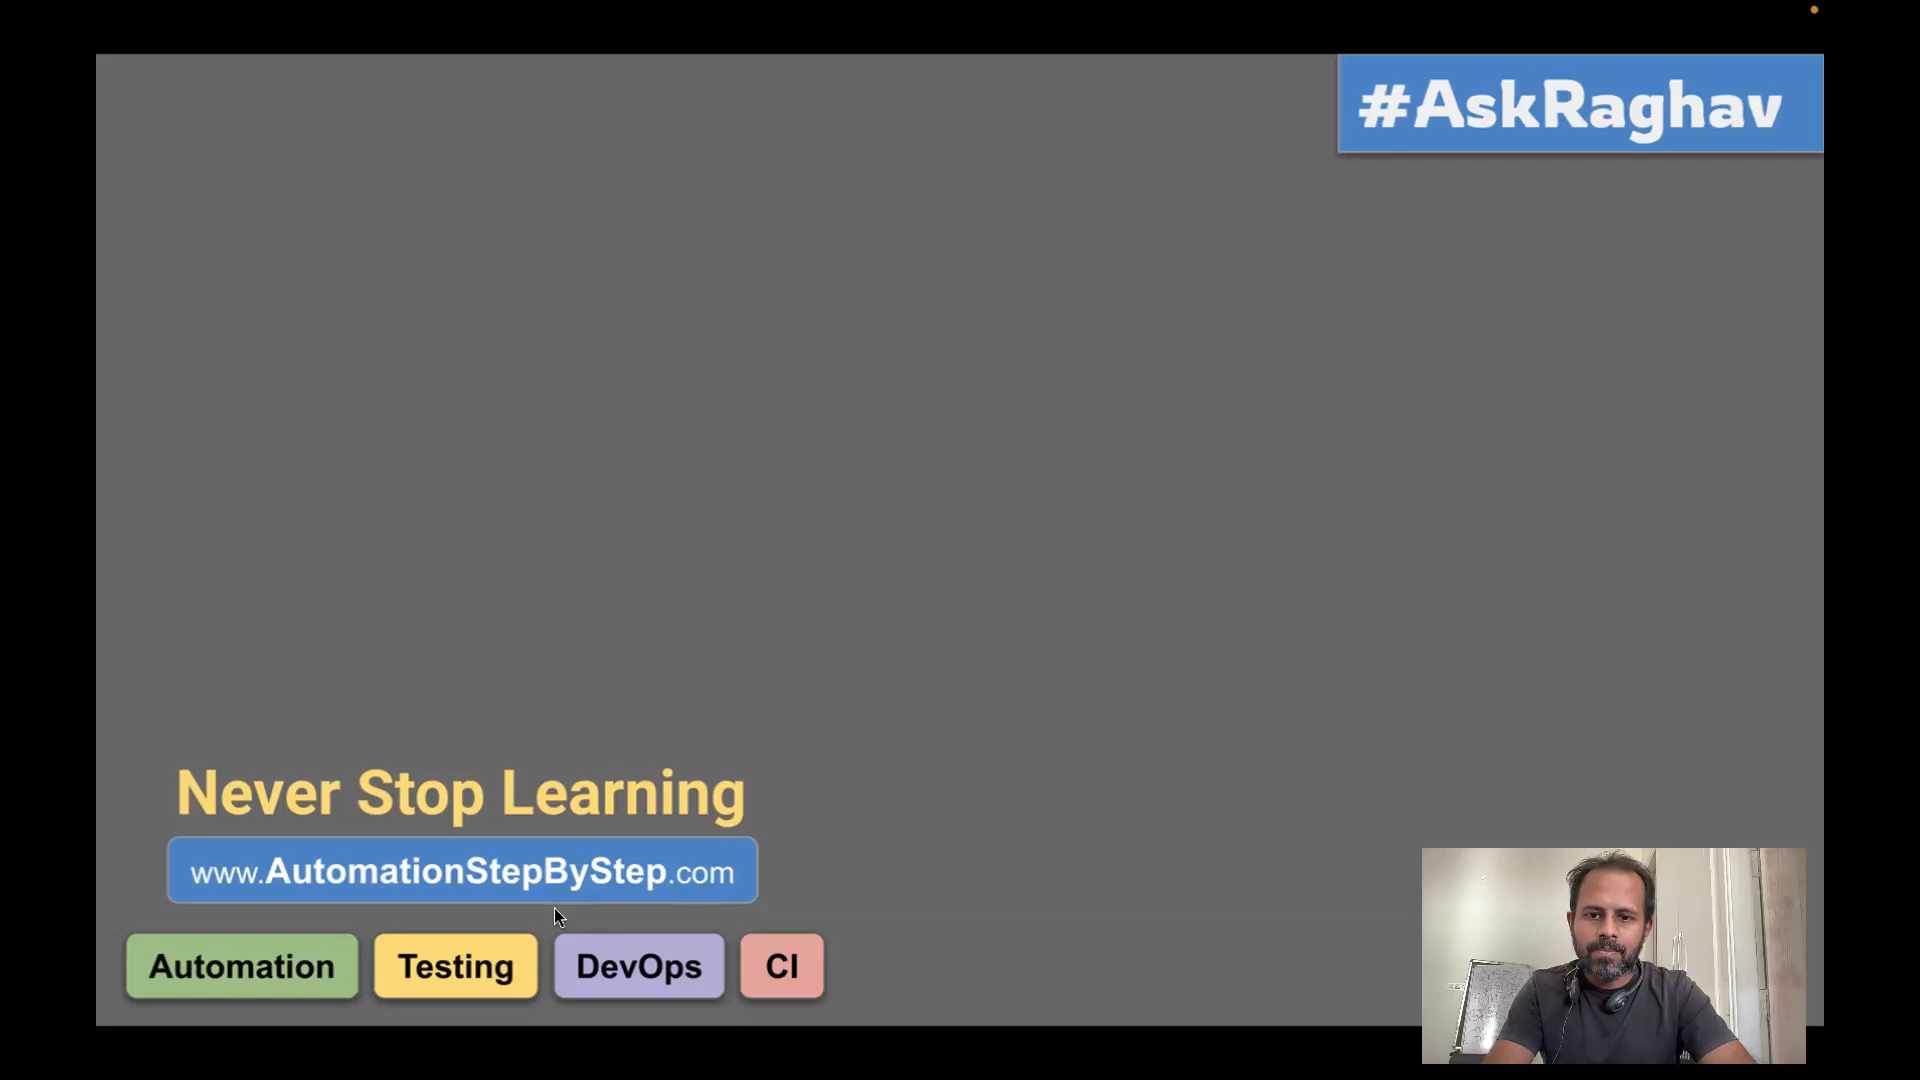 #AskRaghav
Never Stop Learning
www.AutomationStepByStep.com
Automation Testing DevOps CI